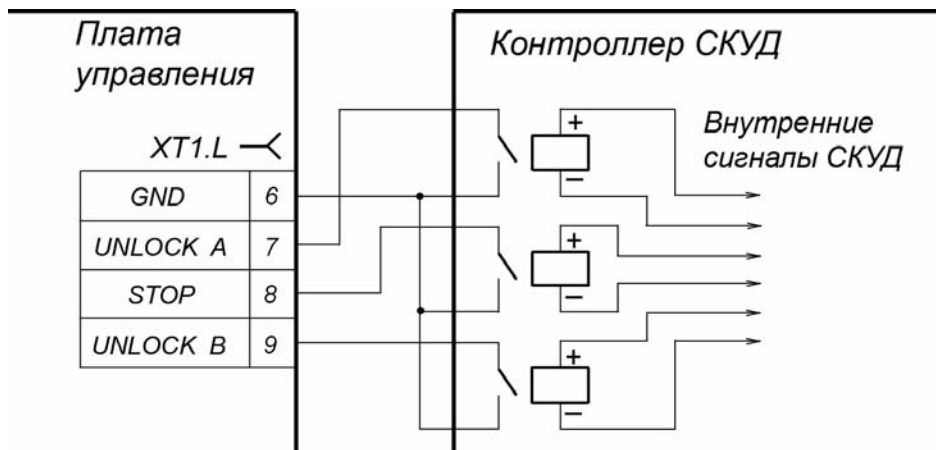 Плата
управления
XT1.L
GND 6
UNLOCK A 7
STOP 8
UNLOCK B 9
Контроллер СКУД
+
−
+
−
+
−
Внутренние
сигналы СКУД